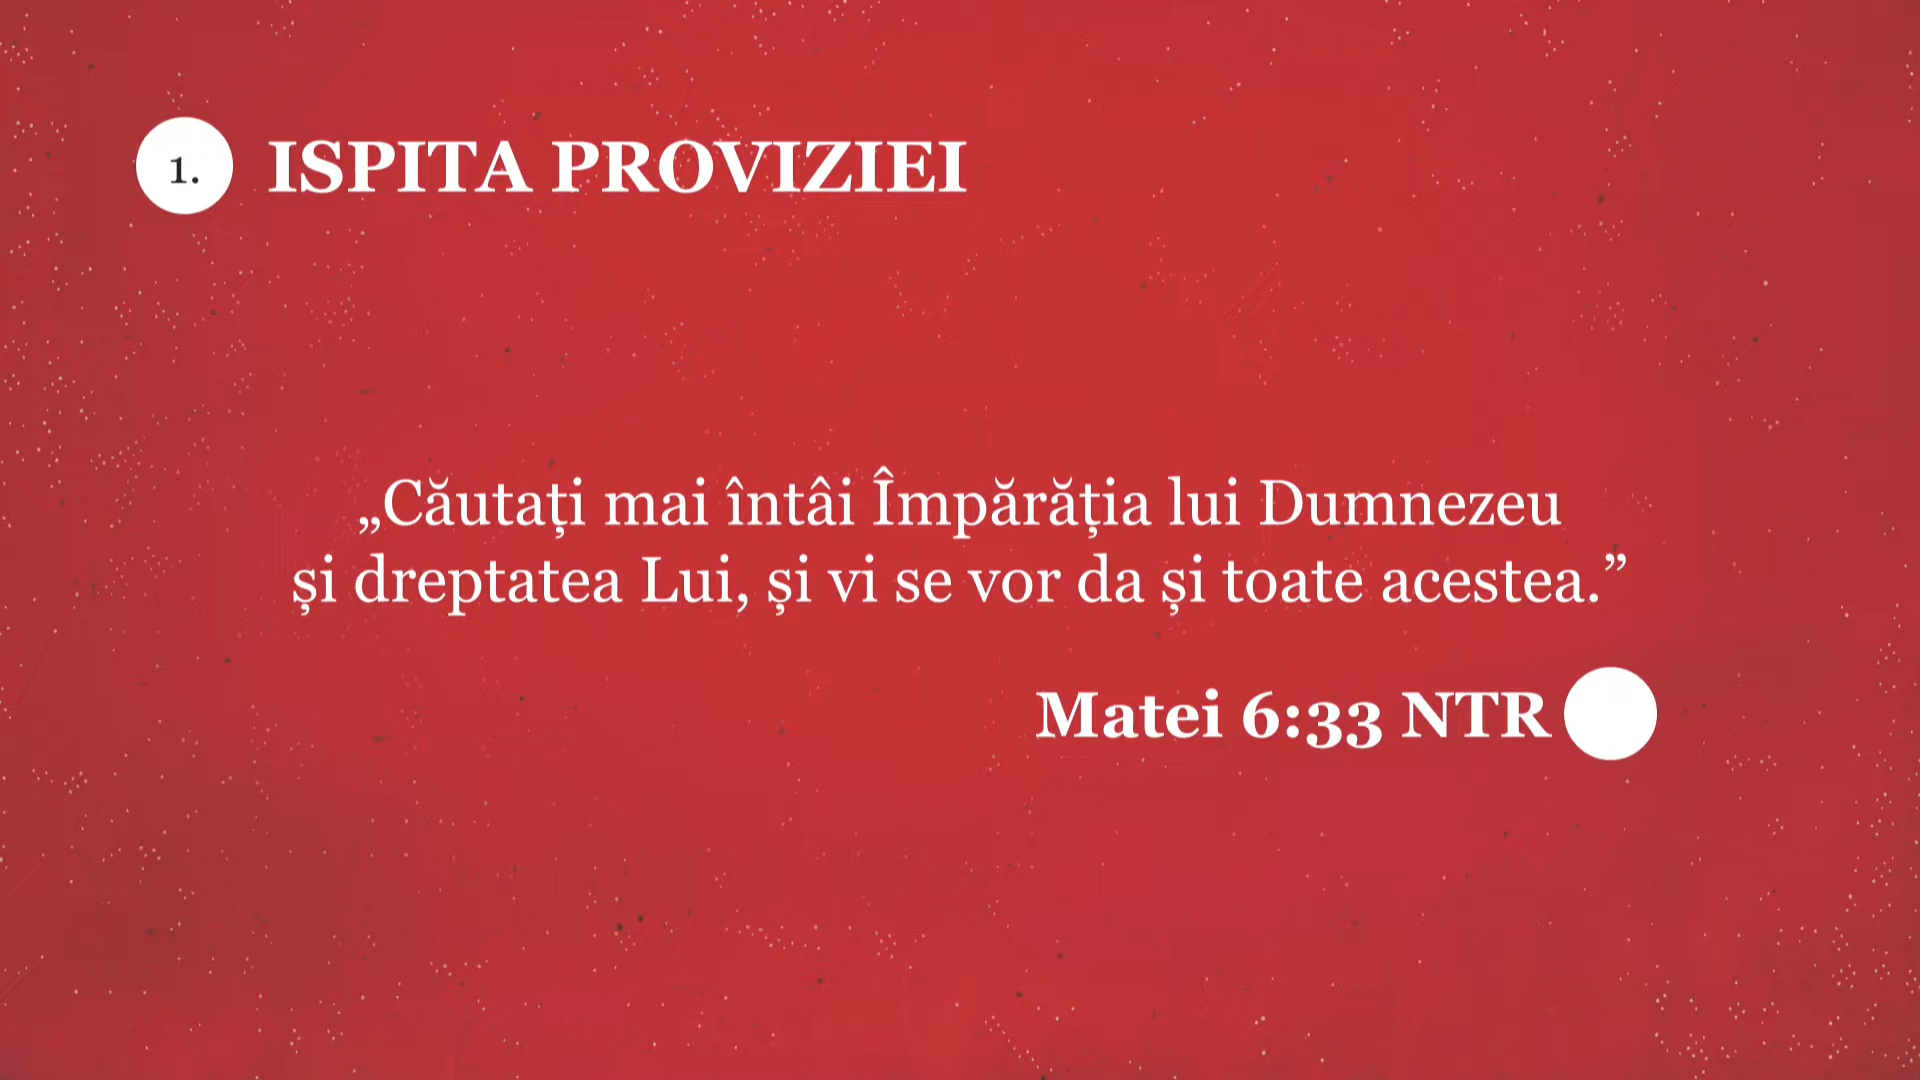 1. ISPITA PROVIZIEI
„Căutați mai întâi Împărăția lui Dumnezeu
și dreptatea Lui, și vi se vor da și toate acestea.”
Matei 6:33 NTR